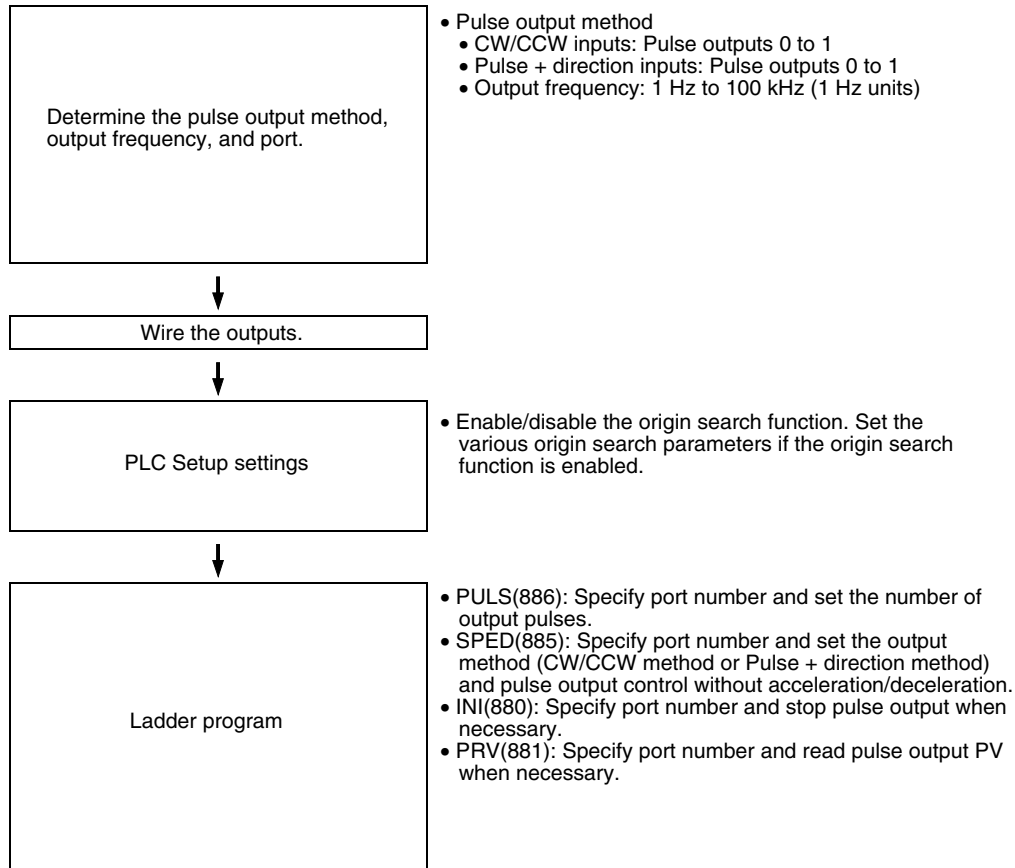 Determine the pulse output method,
output frequency, and port.
• Pulse output method
• CW/CCW inputs: Pulse outputs 0 to 1
• Pulse + direction inputs: Pulse outputs 0 to 1
• Output frequency: 1 Hz to 100 kHz (1 Hz units)
Wire the outputs.
PLC Setup settings
• Enable/disable the origin search function. Set the
various origin search parameters if the origin search
function is enabled.
Ladder program
• PULS(886): Specify port number and set the number of
output pulses.
• SPED(885): Specify port number and set the output
method (CW/CCW method or Pulse + direction method)
and pulse output control without acceleration/deceleration.
• INI(880): Specify port number and stop pulse output when
necessary.
• PRV(881): Specify port number and read pulse output PV
when necessary.